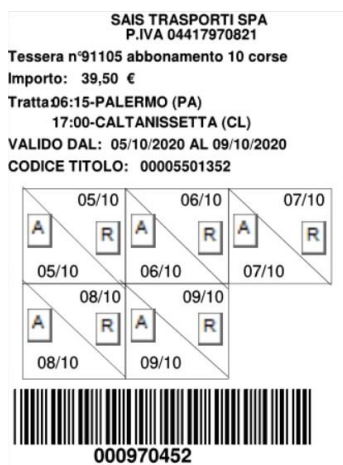 SAIS TRASPORTI SPA
P.IVA 04417970821
Tessera n°91105 abbonamento 10 corse
Importo: 39,50 €
Tratta:06:15-PALERMO (PA)
17:00-CALTANISSETTA (CL)
VALIDO DAL: 05/10/2020 AL 09/10/2020
CODICE TITOLO: 00005501352
05/10 06/10 07/10
A R A R A R
05/10 06/10 07/10
08/10 09/10
A R A R
08/10 09/10
000970452